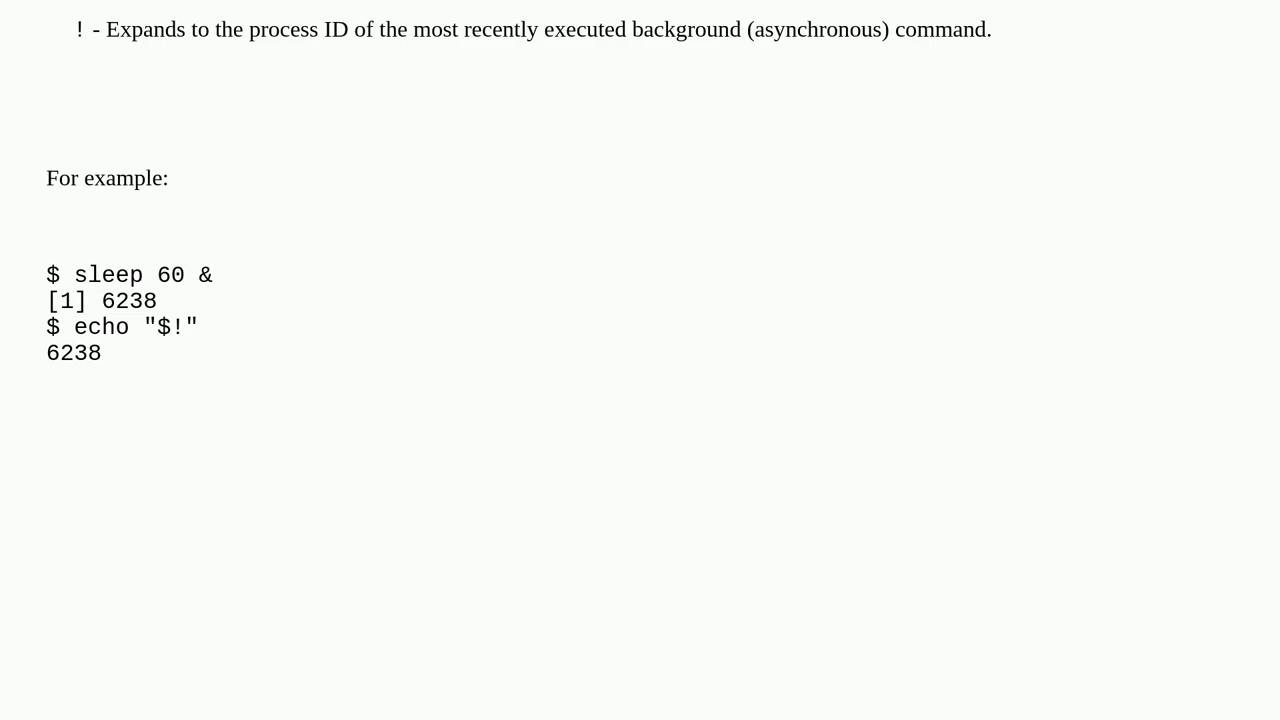 ! - Expands to the process ID of the most recently executed background (asynchronous) command.
For example:
$ sleep 60 &
[1] 6238
$ echo "$!"
6238